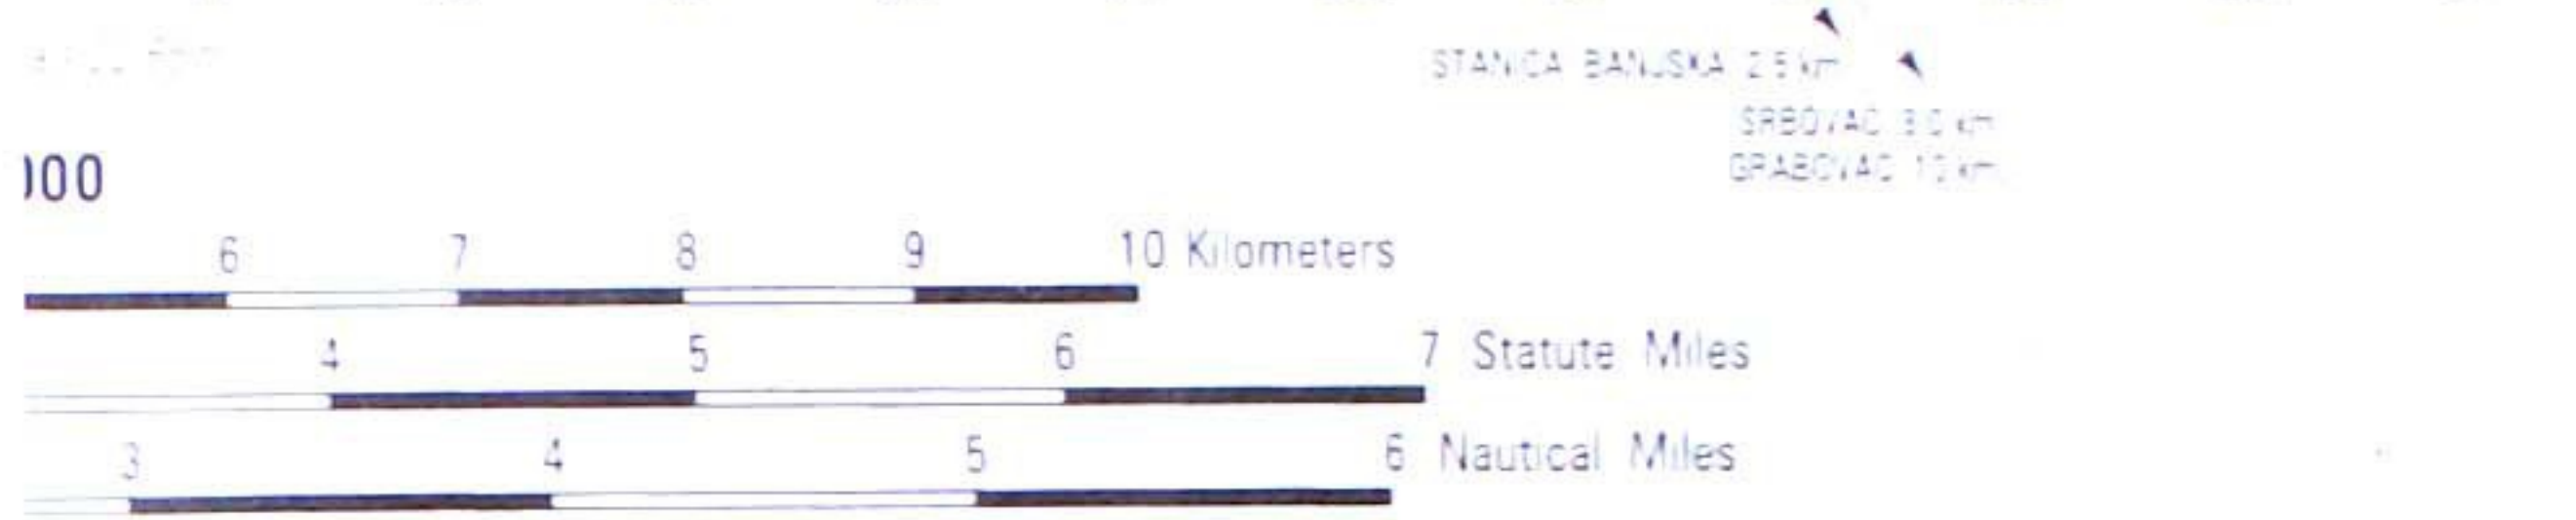 STANICA BANJSKA 2.5 km
SRBOVAC 3.0 km
GRABOVAC 10 km
000
6 7 8 9 10 Kilometers
4 5 6 7 Statute Miles
3 4 5 6 Nautical Miles